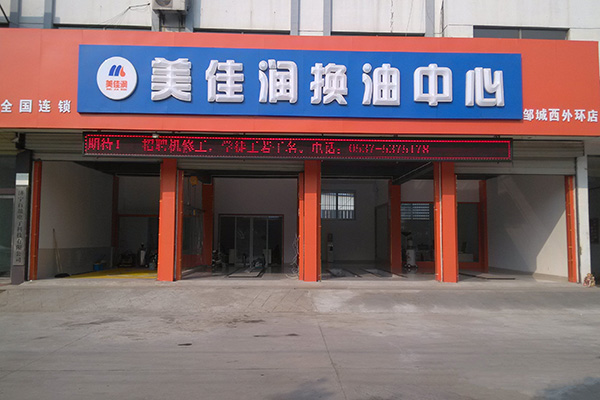 美佳润换油中心
美佳润
全国连锁
邹城西外环店
期待! 招聘机修工,学徒工若干名。电话:0537-5375178